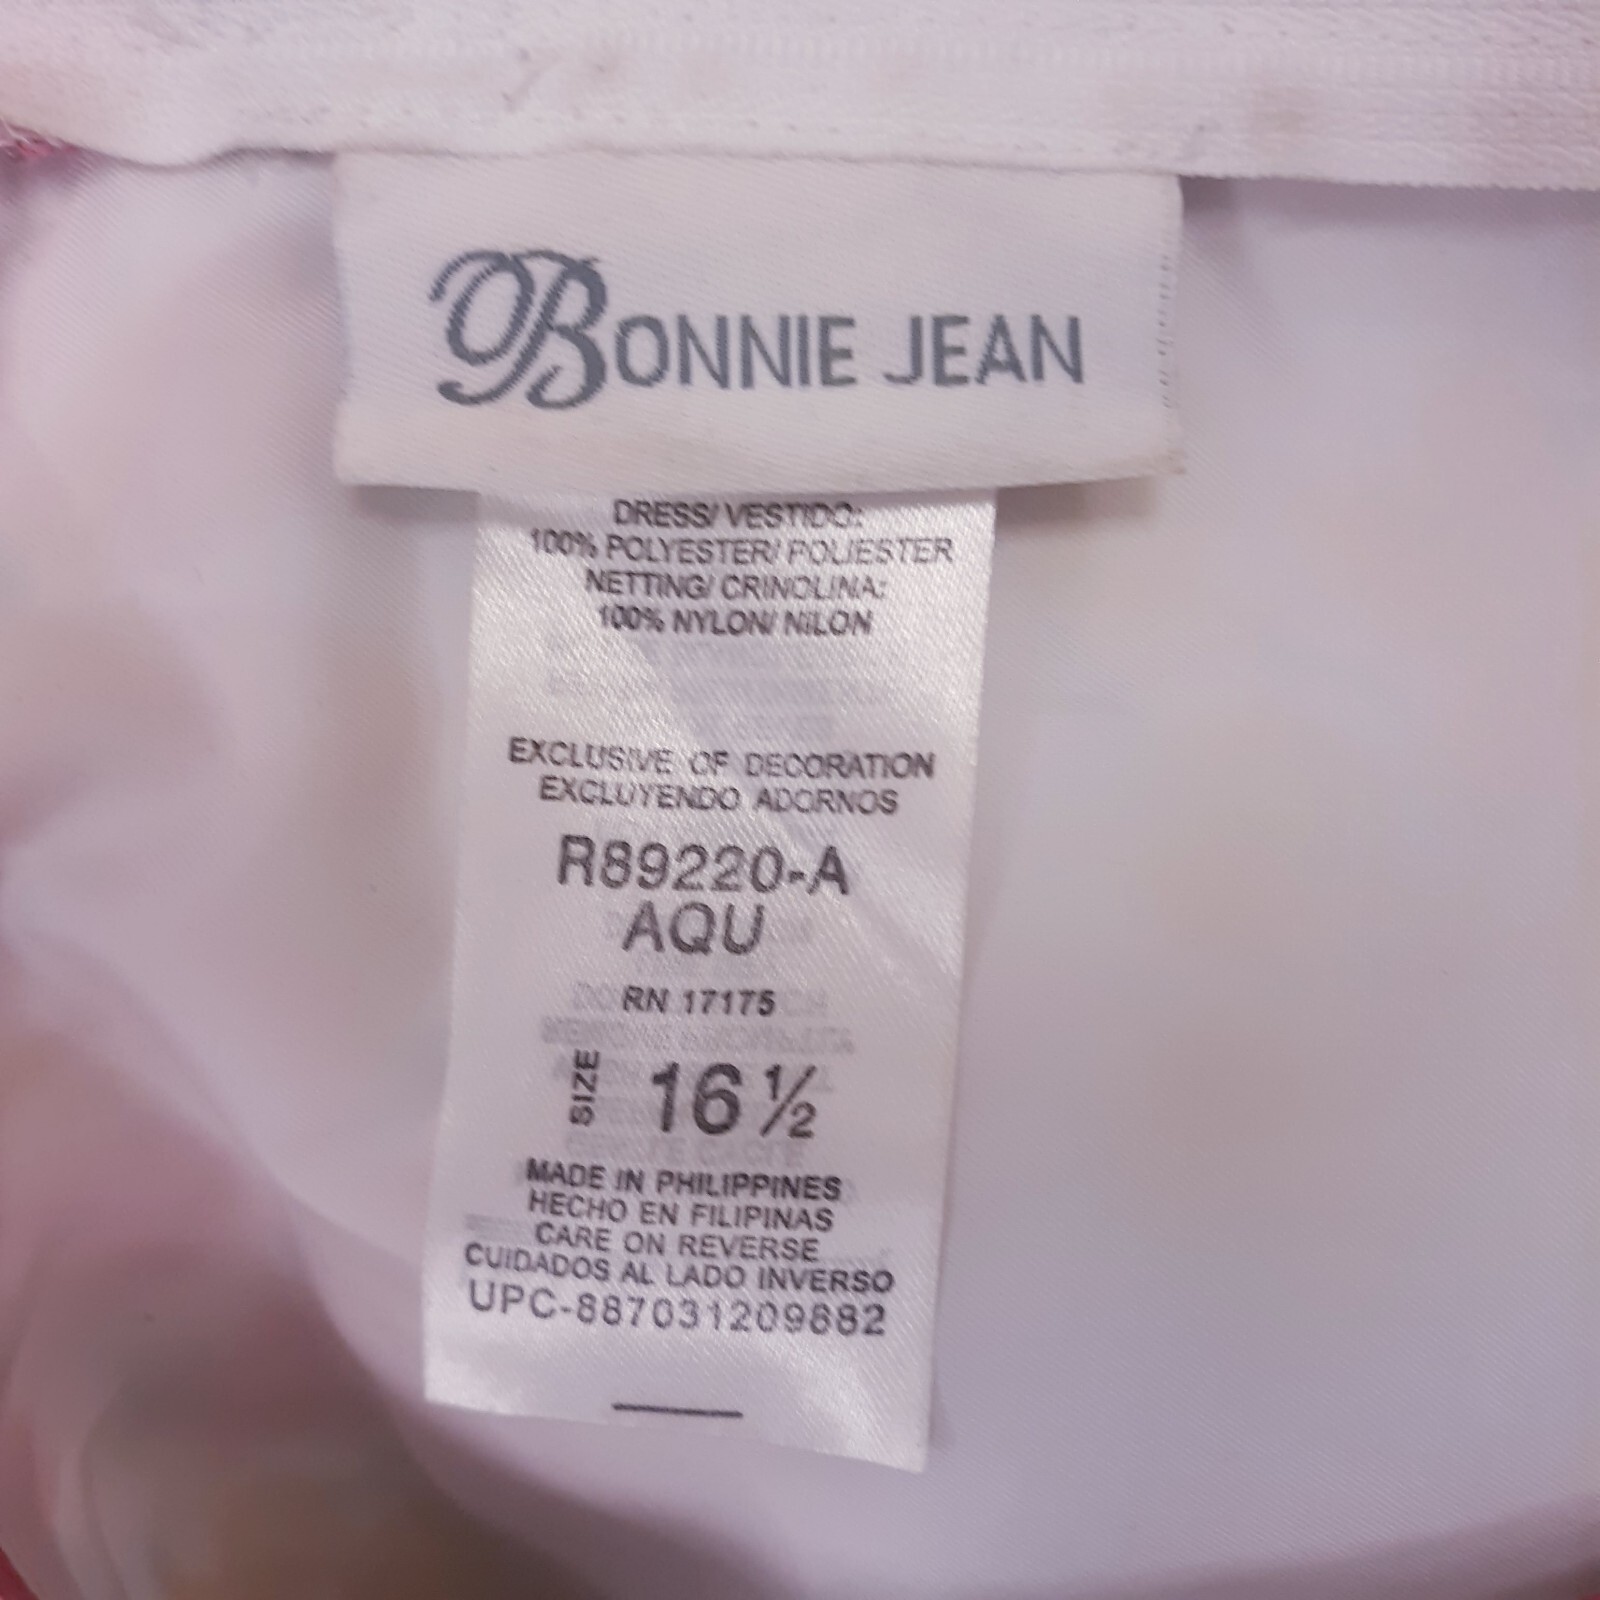 BONNIE JEAN
DRESS/ VESTIDO:
100% POLYESTER/ POLIESTER
NETTING/ CRINOLINA:
100% NYLON/ NILON
EXCLUSIVE OF DECORATION
EXCLUYENDO ADORNOS
R89220-A
AQU
RN 17175
SIZE 16 ½
MADE IN PHILIPPINES
HECHO EN FILIPINAS
CARE ON REVERSE
CUIDADOS AL LADO INVERSO
UPC-887031209882